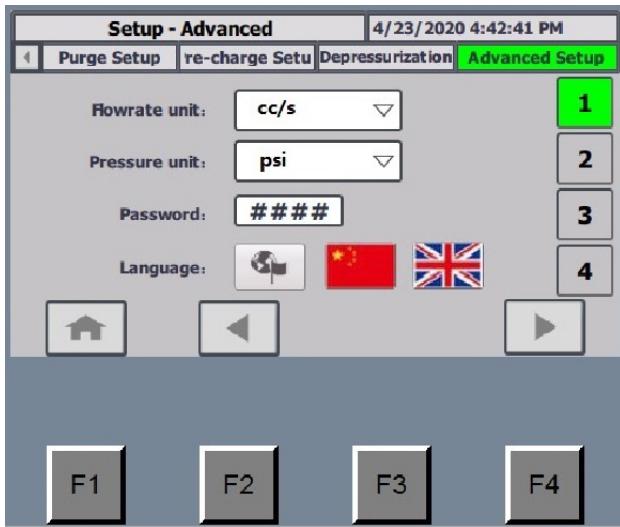 Setup - Advanced 4/23/2020 4:42:41 PM
Purge Setup re-charge Setu Depressurization Advanced Setup
Flowrate unit: cc/s 1
Pressure unit: psi 2
Password: #### 3
Language: 4
F1 F2 F3 F4